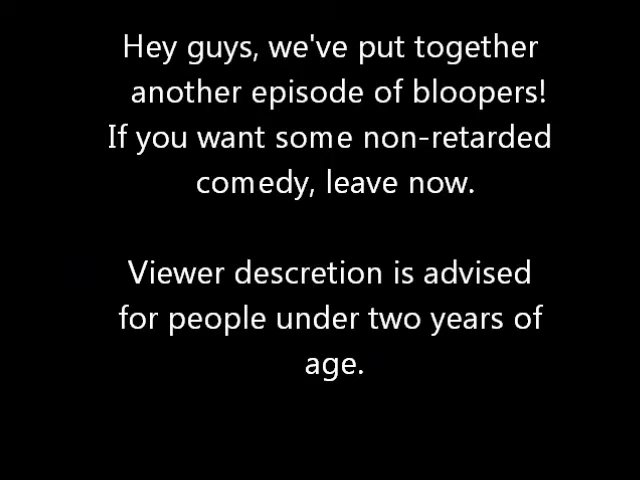 Hey guys, we've put together
another episode of bloopers!
If you want some non-retarded
comedy, leave now.
Viewer descretion is advised
for people under two years of
age.